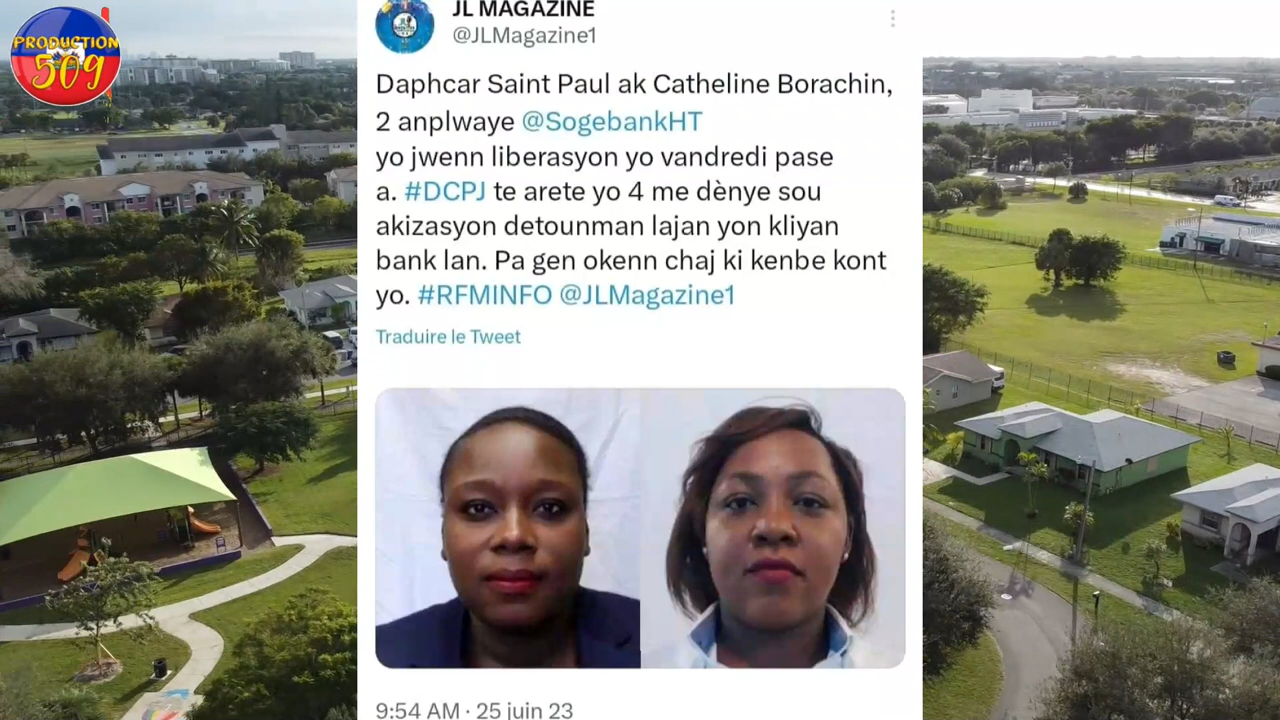 PRODUCTION
509
JL MAGAZINE
@JLMagazine1
Daphcar Saint Paul ak Catheline Borachin,
2 anplwaye @SogebankHT
yo jwenn liberasyon yo vandredi pase
a. #DCPJ te arete yo 4 me dènye sou
akizasyon detounman lajan yon kliyan
bank lan. Pa gen okenn chaj ki kenbe kont
yo. #RFMINFO @JLMagazine1
Traduire le Tweet
9:54 AM · 25 juin 23